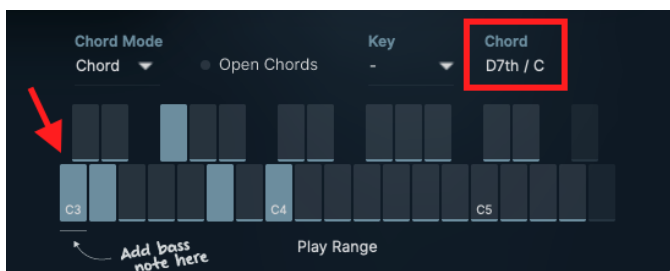 Chord Mode
Key
Chord
Chord
Open Chords
-
D7th / C
C3
C4
C5
Add bass
note here
Play Range